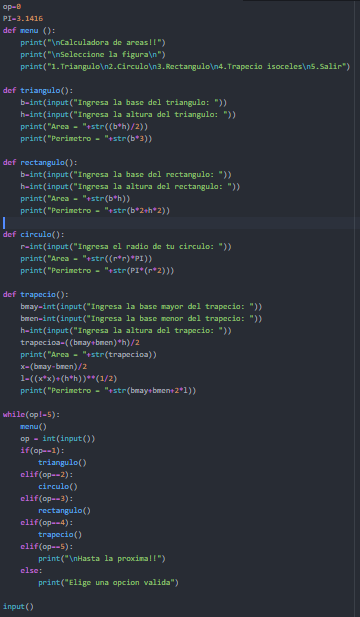 op=0
PI=3.1416
def menu ():
    print("\nCalculadora de areas!!")
    print("\nSeleccione la figura\n")
    print("1.Triangulo\n2.Circulo\n3.Rectangulo\n4.Trapecio isoceles\n5.Salir")
def triangulo():
    b=int(input("Ingresa la base del triangulo: "))
    h=int(input("Ingresa la altura del triangulo: "))
    print("Area = "+str((b*h)/2))
    print("Perimetro = "+str(b*3))
def rectangulo():
    b=int(input("Ingresa la base del rectangulo: "))
    h=int(input("Ingresa la altura del rectangulo: "))
    print("Area = "+str(b*h))
    print("Perimetro = "+str(b*2+h*2))
def circulo():
    r=int(input("Ingresa el radio de tu circulo: "))
    print("Area = "+str((r*r)*PI))
    print("Perimetro = "+str(PI*(r*2)))
def trapecio():
    bmay=int(input("Ingresa la base mayor del trapecio: "))
    bmen=int(input("Ingresa la base menor del trapecio: "))
    h=int(input("Ingresa la altura del trapecio: "))
    trapecioa=((bmay+bmen)*h)/2
    print("Area = "+str(trapecioa))
    x=(bmay-bmen)/2
    l=((x*x)+(h*h))**(1/2)
    print("Perimetro = "+str(bmay+bmen+2*l))
while(op!=5):
    menu()
    op = int(input())
    if(op==1):
        triangulo()
    elif(op==2):
        circulo()
    elif(op==3):
        rectangulo()
    elif(op==4):
        trapecio()
    elif(op==5):
        print("\nHasta la proxima!!")
    else:
        print("Elige una opcion valida")
input()